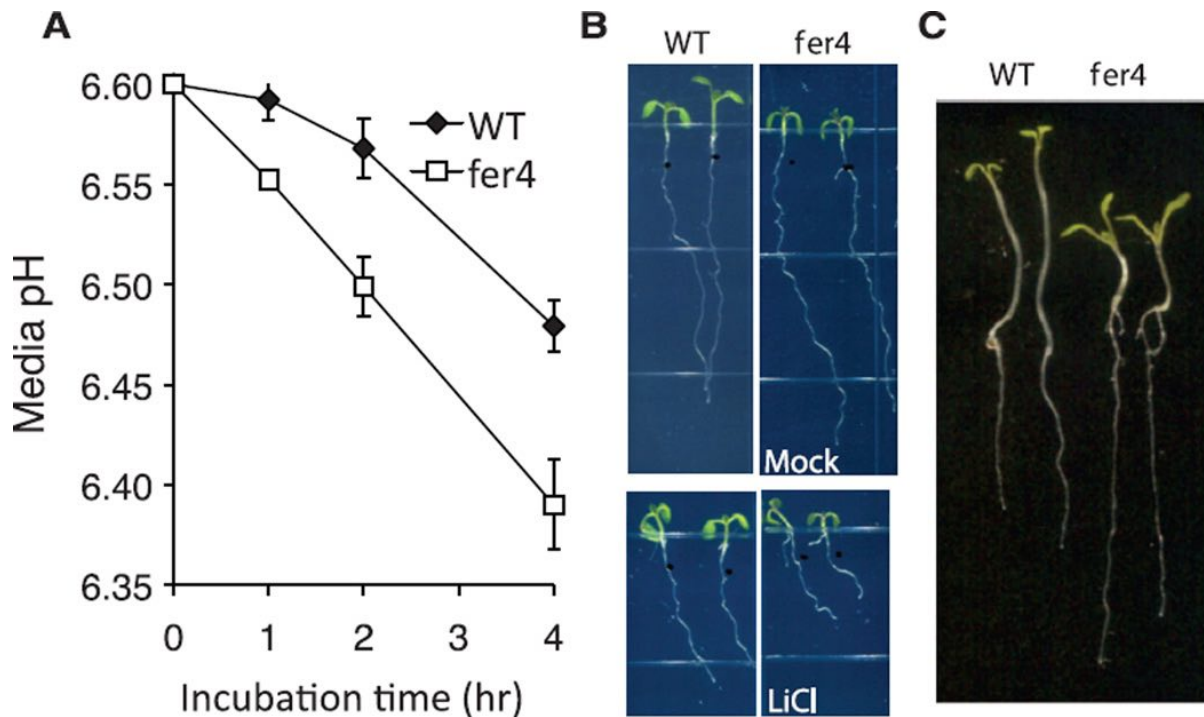 A
6.60
6.55
6.50
6.45
6.40
6.35
Media pH
0 1 2 3 4
Incubation time (hr)
WT
fer4
B
WT fer4
Mock
LiCl
C
WT fer4